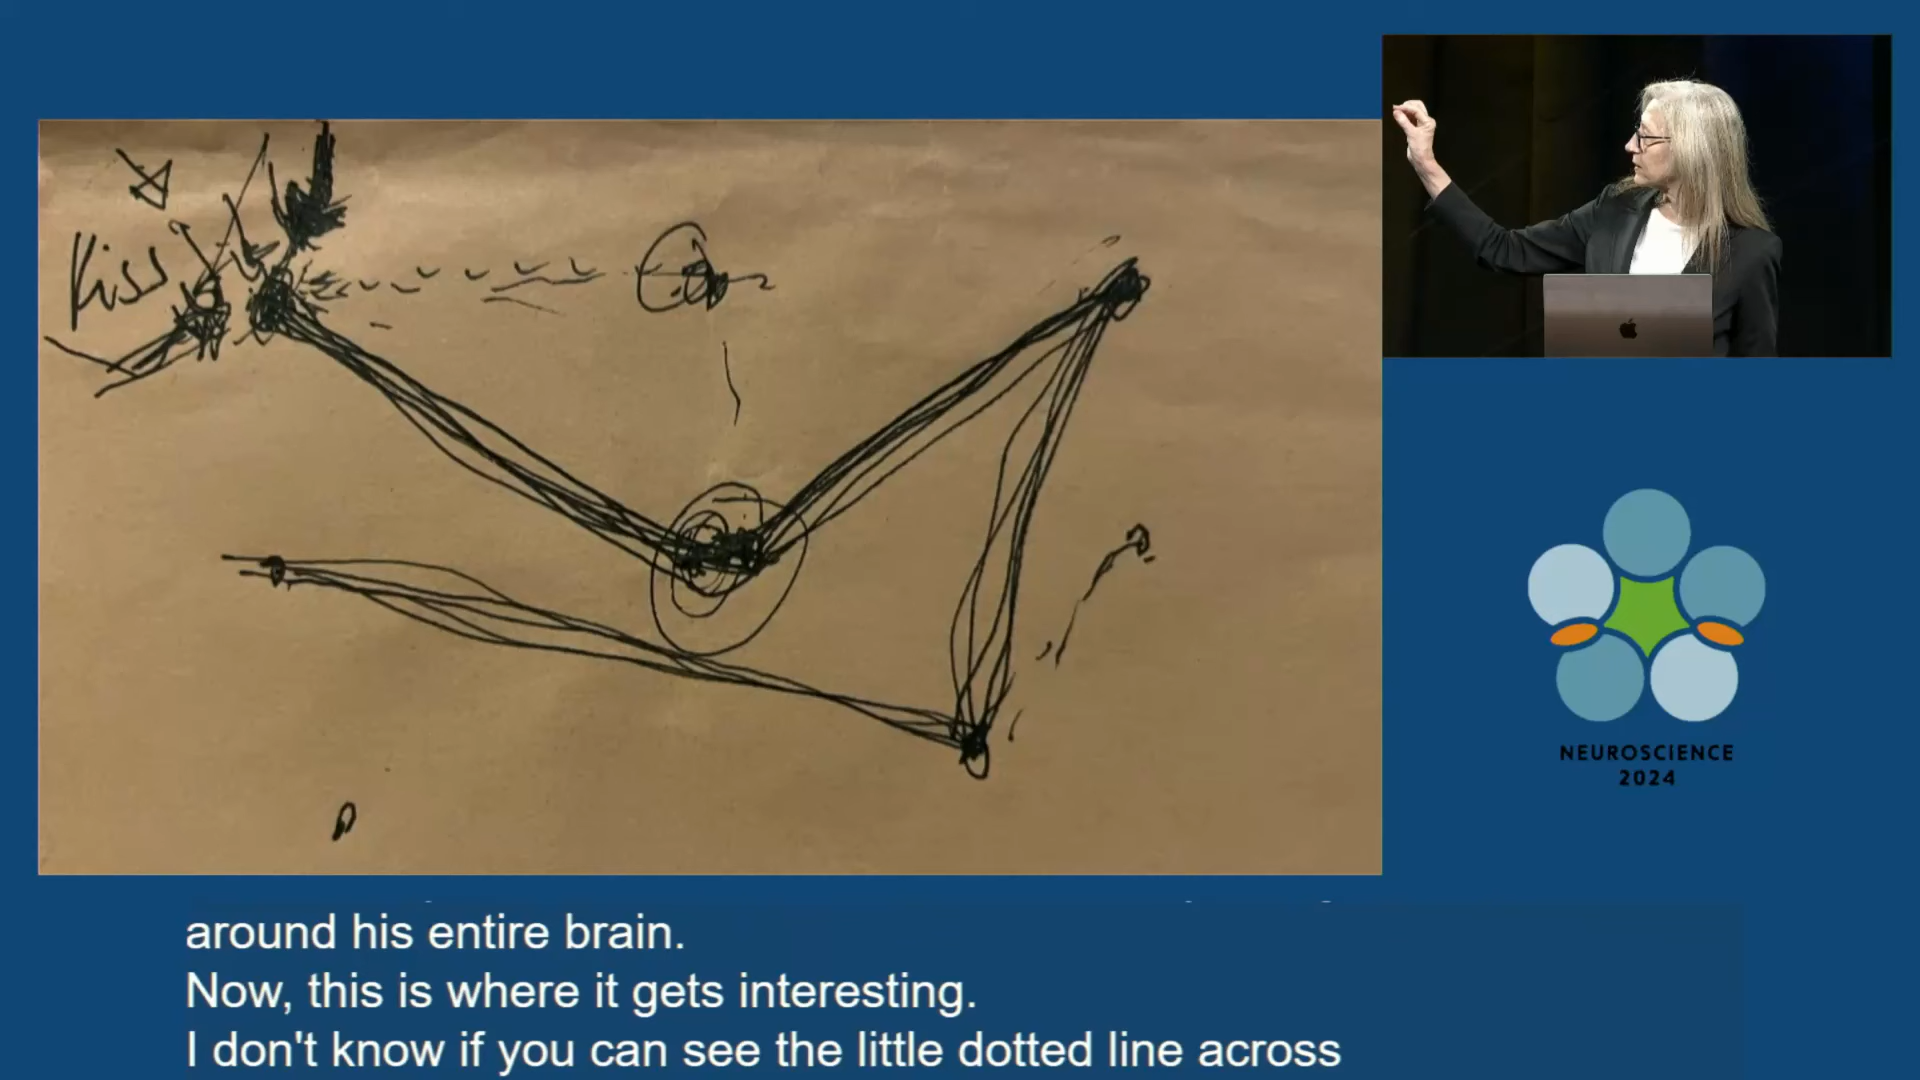 Kiss
NEUROSCIENCE
2024
around his entire brain.
Now, this is where it gets interesting.
I don't know if you can see the little dotted line across